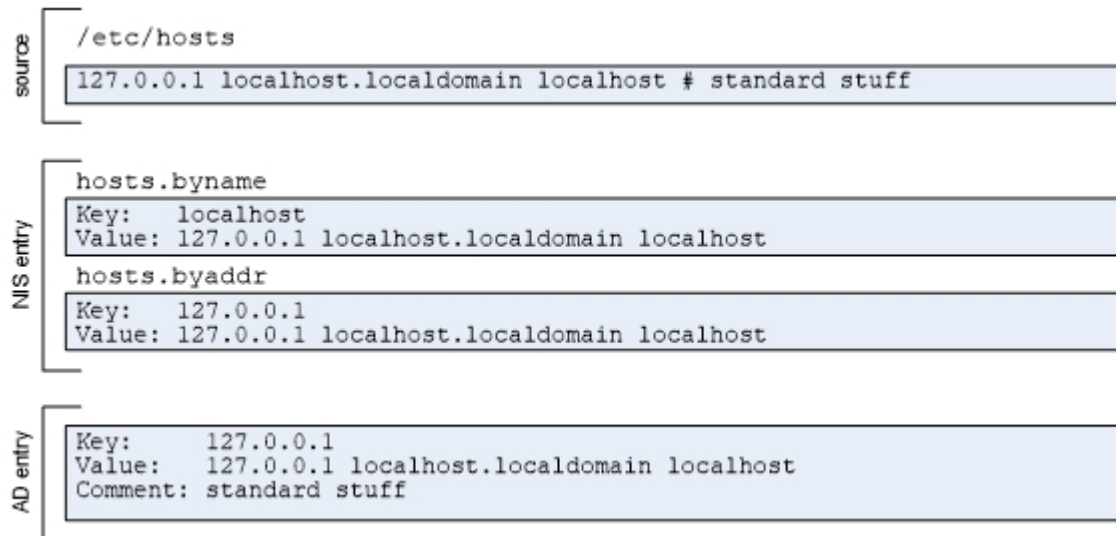 source
/etc/hosts
127.0.0.1 localhost.localdomain localhost # standard stuff
NIS entry
hosts.byname
Key: localhost
Value: 127.0.0.1 localhost.localdomain localhost
hosts.byaddr
Key: 127.0.0.1
Value: 127.0.0.1 localhost.localdomain localhost
AD entry
Key: 127.0.0.1
Value: 127.0.0.1 localhost.localdomain localhost
Comment: standard stuff